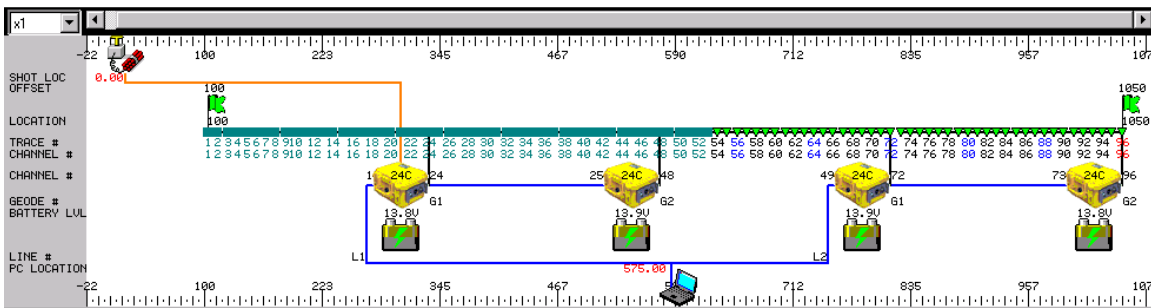 x1
-22 100 223 345 467 590 712 835 957 107
SHOT LOC 0.00
OFFSET 100 1050
LOCATION 100 1050
TRACE # 1 2 3 4 5 6 7 8 9 10 12 14 16 18 20 22 24 26 28 30 32 34 36 38 40 42 44 46 48 50 52 54 56 58 60 62 64 66 68 70 72 74 76 78 80 82 84 86 88 90 92 94 96
CHANNEL # 1 2 3 4 5 6 7 8 9 10 12 14 16 18 20 22 24 26 28 30 32 34 36 38 40 42 44 46 48 50 52 54 56 58 60 62 64 66 68 70 72 74 76 78 80 82 84 86 88 90 92 94 96
CHANNEL # 1 24C 24 25 24C 48 49 24C 72 73 24C 96
GEODE # G1 G2 G1 G2
BATTERY LVL 13.8V 13.9V 13.9V 13.8V
LINE # L1 L2
PC LOCATION 575.00
-22 100 223 345 467 712 835 957 107